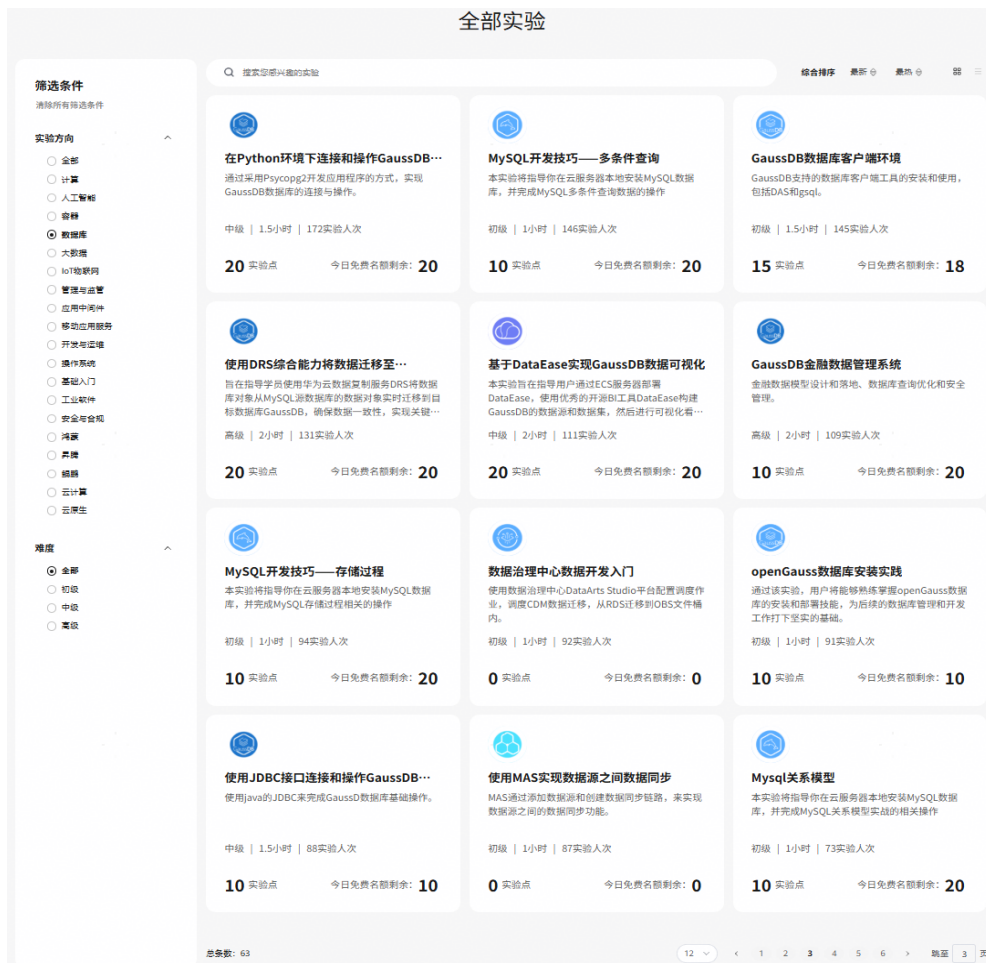 全部实验
筛选条件
清除所有筛选条件
实验方向
全部
计算
人工智能
容器
数据库
大数据
IoT物联网
管理与监管
应用中间件
移动应用服务
开发与运维
操作系统
基础入门
工业软件
安全与合规
鸿蒙
昇腾
鲲鹏
云计算
云原生
难度
全部
初级
中级
高级
搜索您感兴趣的实验
综合排序 最新 最热
在Python环境下连接和操作GaussDB…
通过采用Psycopg2开发应用程序的方式，实现
GaussDB数据库的连接与操作。
中级 | 1.5小时 | 172实验人次
20 实验点 今日免费名额剩余：20
MySQL开发技巧——多条件查询
本实验将指导你在云服务器本地安装MySQL数据
库，并完成MySQL多条件查询数据的操作
初级 | 1小时 | 146实验人次
10 实验点 今日免费名额剩余：20
GaussDB数据库客户端环境
GaussDB支持的数据库客户端工具的安装和使用，
包括DAS和gsql。
初级 | 1.5小时 | 145实验人次
15 实验点 今日免费名额剩余：18
使用DRS综合能力将数据迁移至…
旨在指导学员使用华为云数据复制服务DRS将数据
库对象从MySQL源数据库的数据对象实时迁移到目
标数据库GaussDB，确保数据一致性，实现关键…
高级 | 2小时 | 131实验人次
20 实验点 今日免费名额剩余：20
基于DataEase实现GaussDB数据可视化
本实验旨在指导用户通过ECS服务器部署
DataEase，使用优秀的开源BI工具DataEase构建
GaussDB的数据源和数据集，然后进行可视化看…
中级 | 2小时 | 111实验人次
20 实验点 今日免费名额剩余：20
GaussDB金融数据管理系统
金融数据模型设计和落地、数据库查询优化和安全
管理。
高级 | 2小时 | 109实验人次
10 实验点 今日免费名额剩余：20
MySQL开发技巧——存储过程
本实验将指导你在云服务器本地安装MySQL数据
库，并完成MySQL存储过程相关的操作
初级 | 1小时 | 94实验人次
10 实验点 今日免费名额剩余：20
数据治理中心数据开发入门
使用数据治理中心DataArts Studio平台配置调度作
业，调度CDM数据迁移，从RDS迁移到OBS文件桶
内。
初级 | 1小时 | 92实验人次
0 实验点 今日免费名额剩余：0
openGauss数据库安装实践
通过该实验，用户将能够熟练掌握openGauss数据
库的安装和部署技能，为后续的数据库管理和开发
工作打下坚实的基础。
初级 | 1小时 | 91实验人次
10 实验点 今日免费名额剩余：10
使用JDBC接口连接和操作GaussDB…
使用java的JDBC来完成GaussD数据库基础操作。
中级 | 1.5小时 | 88实验人次
10 实验点 今日免费名额剩余：10
使用MAS实现数据源之间数据同步
MAS通过添加数据源和创建数据同步链路，来实现
数据源之间的数据同步功能。
初级 | 1小时 | 87实验人次
0 实验点 今日免费名额剩余：0
Mysql关系模型
本实验将指导你在云服务器本地安装MySQL数据
库，并完成MySQL关系模型实战的相关操作
初级 | 1小时 | 73实验人次
10 实验点 今日免费名额剩余：20
总条数：63 12 ‹ 1 2 3 4 5 6 › 跳至 3 页